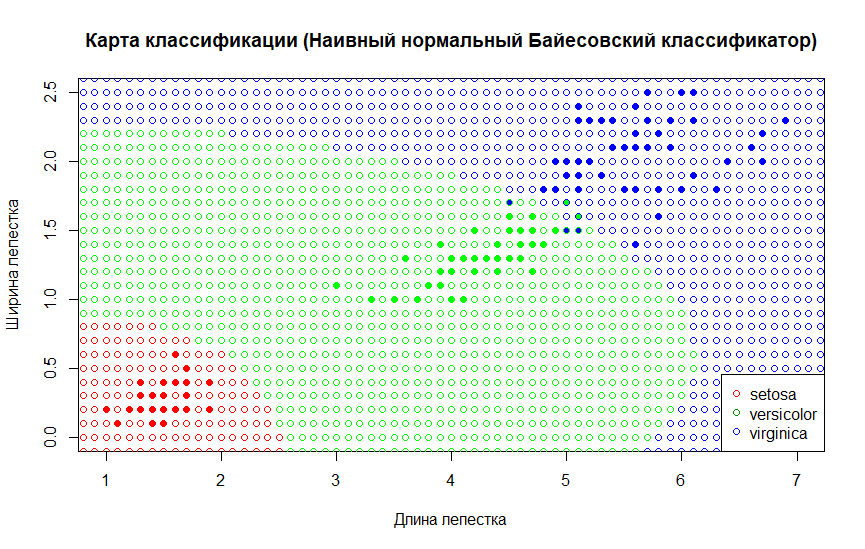 Карта классификации (Наивный нормальный Байесовский классификатор)
Ширина лепестка
2.5
2.0
1.5
1.0
0.5
0.0
setosa
versicolor
virginica
1 2 3 4 5 6 7
Длина лепестка